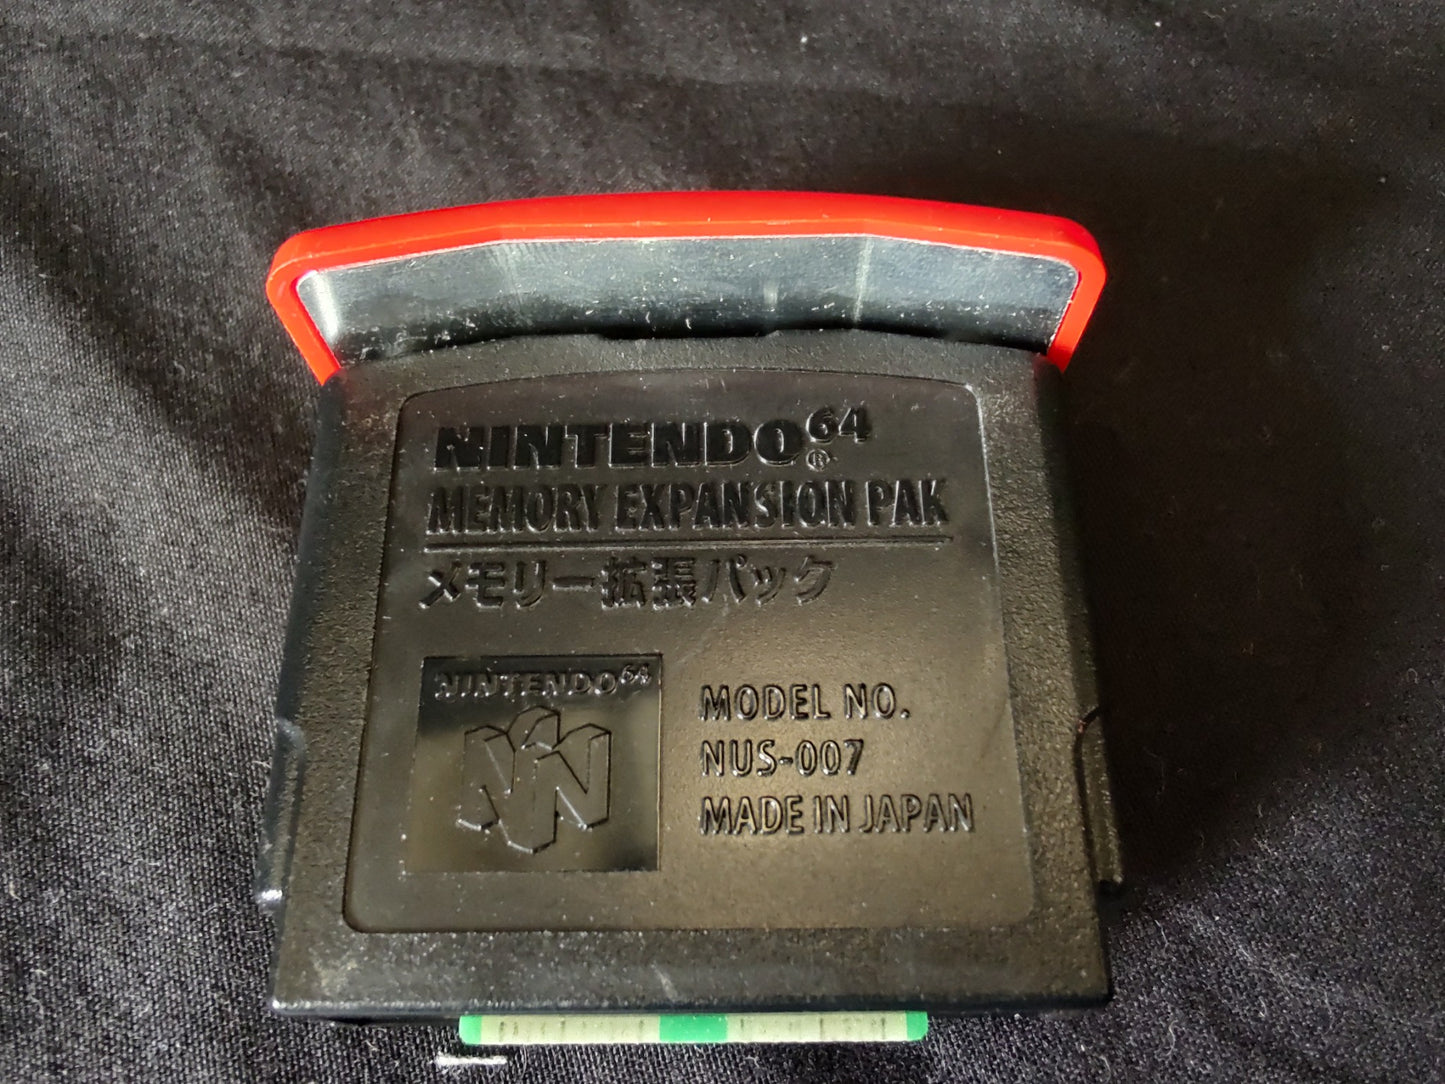 NINTENDO64®
MEMORY EXPANSION PAK
メモリー拡張パック
NINTENDO64
MODEL NO.
NUS-007
MADE IN JAPAN